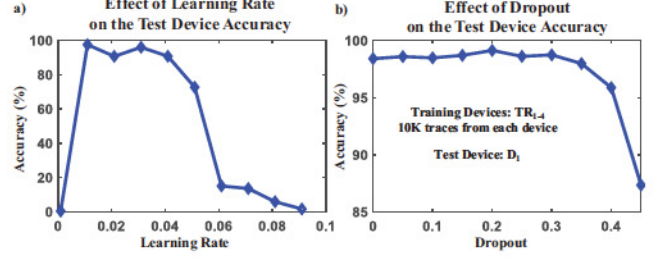 a)
Effect of Learning Rate
on the Test Device Accuracy
Accuracy (%)
100
80
60
40
20
0
0
0.02
0.04
0.06
0.08
0.1
Learning Rate
b)
Effect of Dropout
on the Test Device Accuracy
Accuracy (%)
100
95
90
85
Training Devices: TR1-4
10K traces from each device
Test Device: D1
0
0.1
0.2
0.3
0.4
Dropout